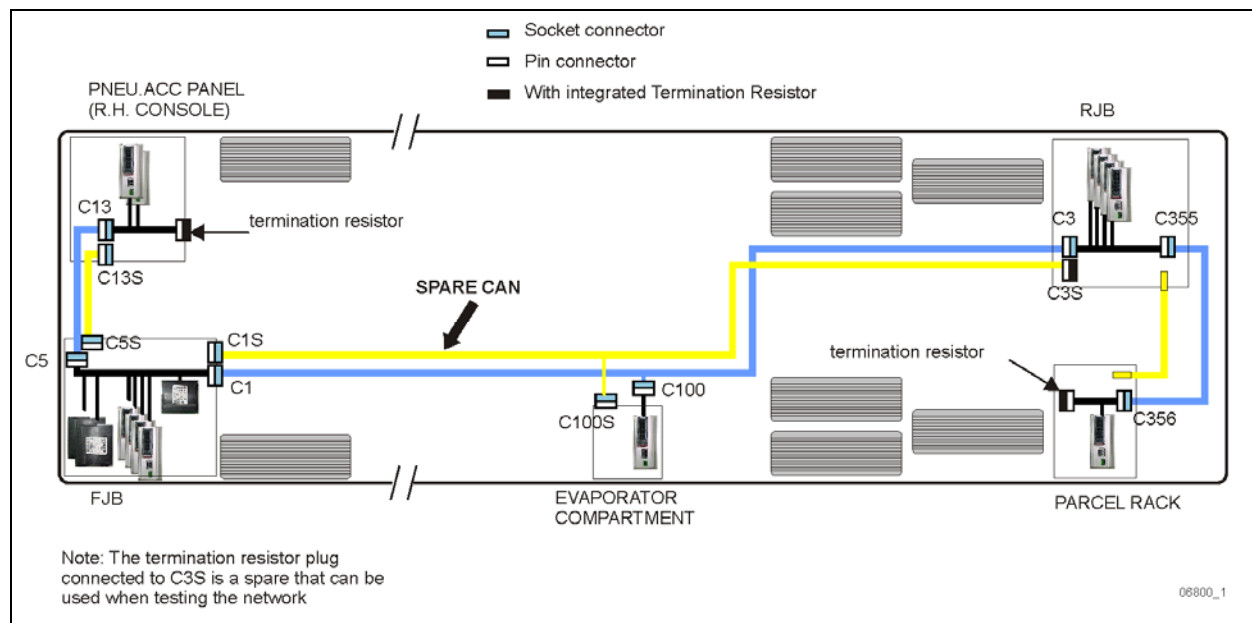 Socket connector
Pin connector
With integrated Termination Resistor
PNEU.ACC PANEL
(R.H. CONSOLE)
RJB
C13
termination resistor
C3
C355
C13S
C3S
SPARE CAN
C5
C5S
C1S
C1
termination resistor
C100
C100S
C356
FJB
EVAPORATOR
COMPARTMENT
PARCEL RACK
Note: The termination resistor plug
connected to C3S is a spare that can be
used when testing the network
06800_1